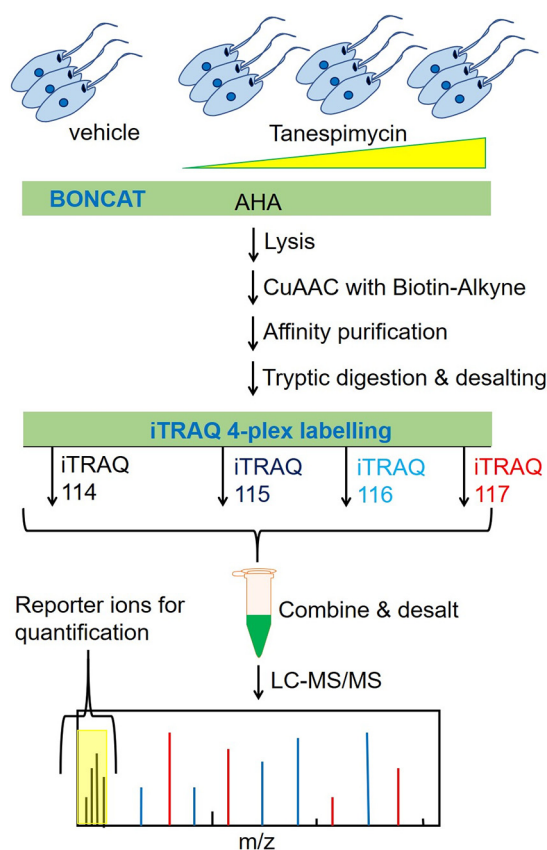 vehicle
Tanespimycin
BONCAT
AHA
Lysis
CuAAC with Biotin-Alkyne
Affinity purification
Tryptic digestion & desalting
iTRAQ 4-plex labelling
iTRAQ
114
iTRAQ
115
iTRAQ
116
iTRAQ
117
Reporter ions for
quantification
Combine & desalt
LC-MS/MS
m/z